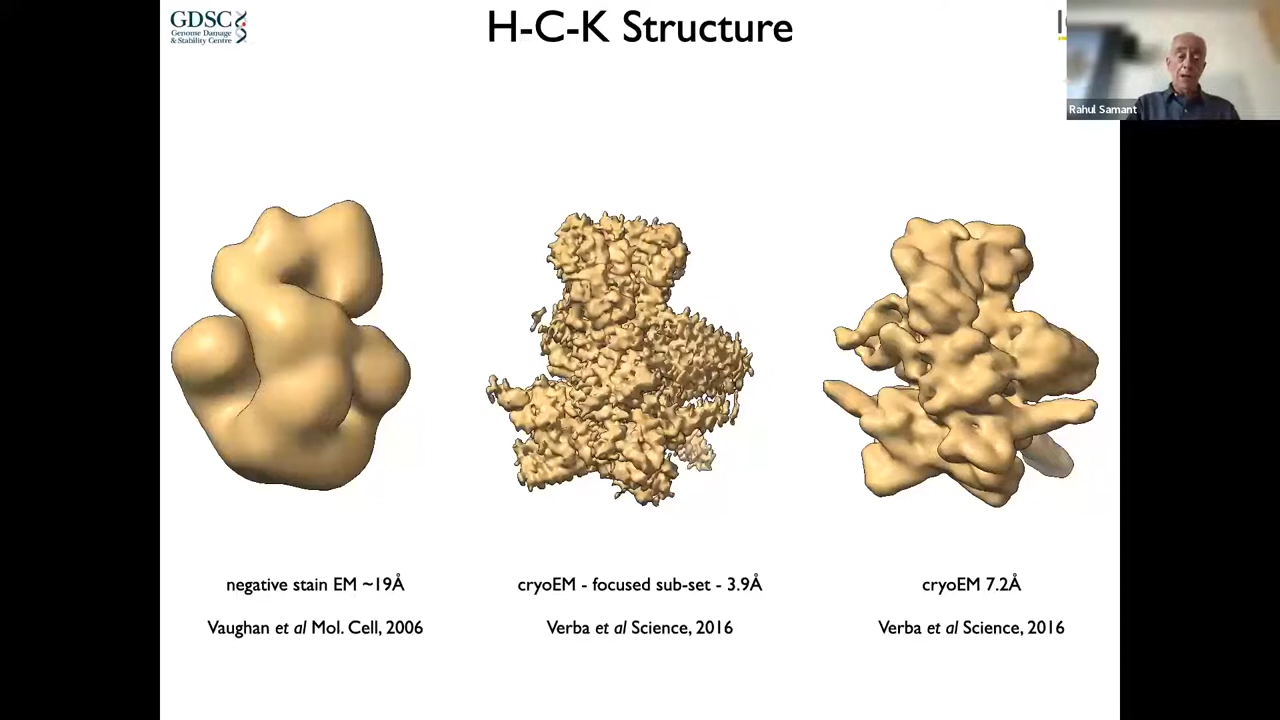 GDSC
Genome Damage
& Stability Centre
H-C-K Structure
Rahul Samant
negative stain EM ~19Å
cryoEM - focused sub-set - 3.9Å
cryoEM 7.2Å
Vaughan et al Mol. Cell, 2006
Verba et al Science, 2016
Verba et al Science, 2016